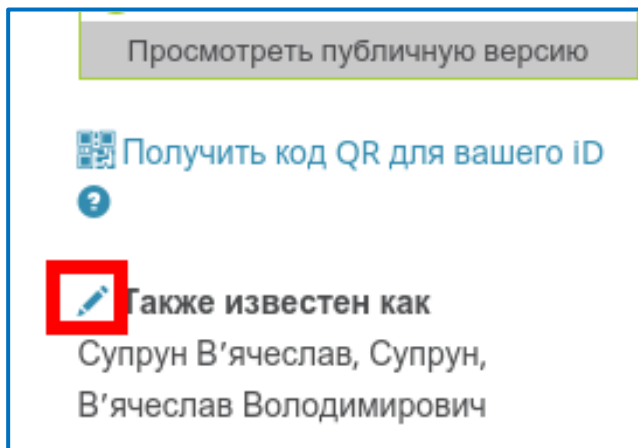 Просмотреть публичную версию
Получить код QR для вашего iD
?
Также известен как
Супрун В’ячеслав, Супрун,
В’ячеслав Володимирович